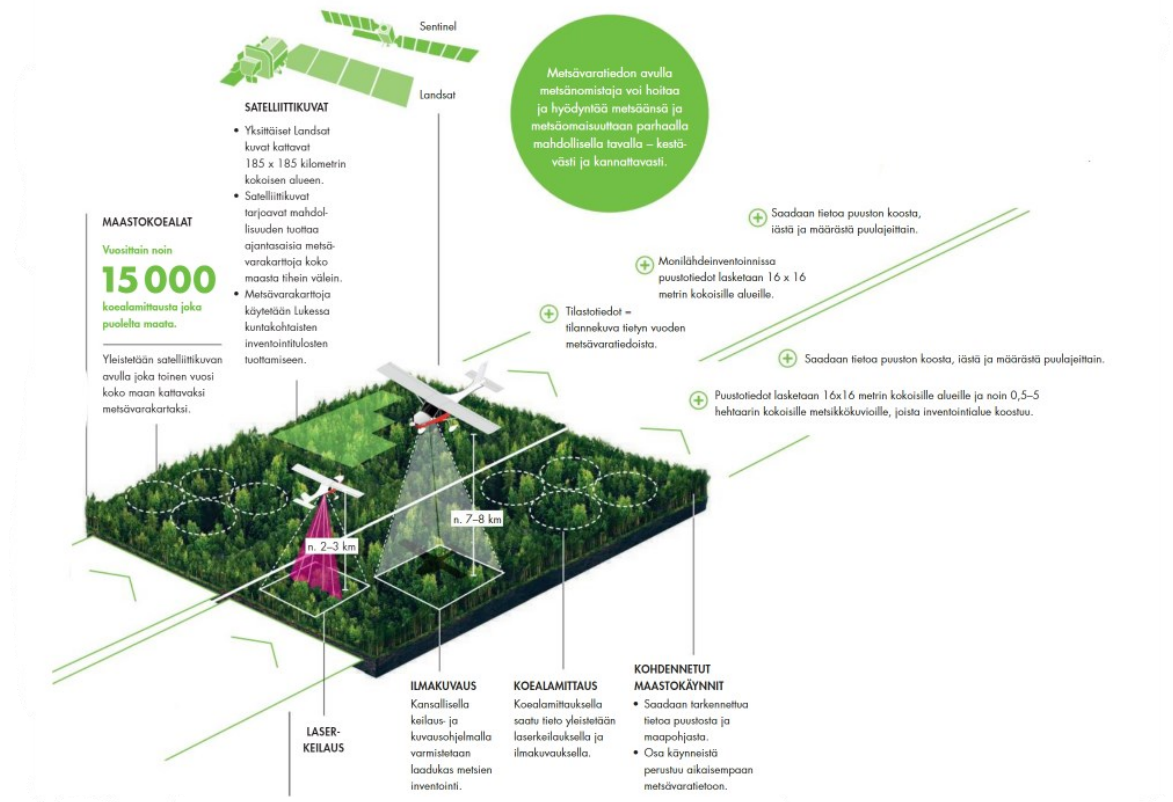 Sentinel
Landsat
Metsävaratiedon avulla
metsänomistaja voi hoitaa
ja hyödyntää metsäänsä ja
metsäomaisuuttaan parhaalla
mahdollisella tavalla – kestä-
västi ja kannattavasti.
SATELLIITTIKUVAT
• Yksittäiset Landsat
kuvat kattavat
185 x 185 kilometrin
kokoisen alueen.
• Satelliittikuvat
tarjoavat mahdol-
lisuuden tuottaa
ajantasaisia metsä-
varakarttoja koko
maasta tihein välein.
• Metsävarakarttoja
käytetään Lukessa
kuntakohtaisten
inventointitulosten
tuottamiseen.
MAASTOKOEALAT
Vuosittain noin
15 000
koealamittausta joka
puolelta maata.
Yleistetään satelliittikuvan
avulla joka toinen vuosi
koko maan kattavaksi
metsävarakartaksi.
Saadaan tietoa puuston koosta,
iästä ja määrästä puulajeittain.
Monilähdeinventoinnissa
puustotiedot lasketaan 16 x 16
metrin kokoisille alueille.
Tilastotiedot =
tilannekuva tietyn vuoden
metsävaratiedoista.
Saadaan tietoa puuston koosta, iästä ja määrästä puulajeittain.
Puustotiedot lasketaan 16x16 metrin kokoisille alueille ja noin 0,5–5
hehtaarin kokoisille metsikkökuvioille, joista inventointialue koostuu.
n. 7–8 km
n. 2–3 km
LASER-
KEILAUS
ILMAKUVAUS
Kansallisella
keilaus- ja
kuvausohjelmalla
varmistetaan
laadukas metsien
inventointi.
KOEALAMITTAUS
Koealamittauksella
saatu tieto yleistetään
laserkeilauksella ja
ilmakuvauksella.
KOHDENNETUT
MAASTOKÄYNNIT
• Saadaan tarkennettua
tietoa puustosta ja
maapohjasta.
• Osa käynneistä
perustuu aikaisempaan
metsävaratietoon.